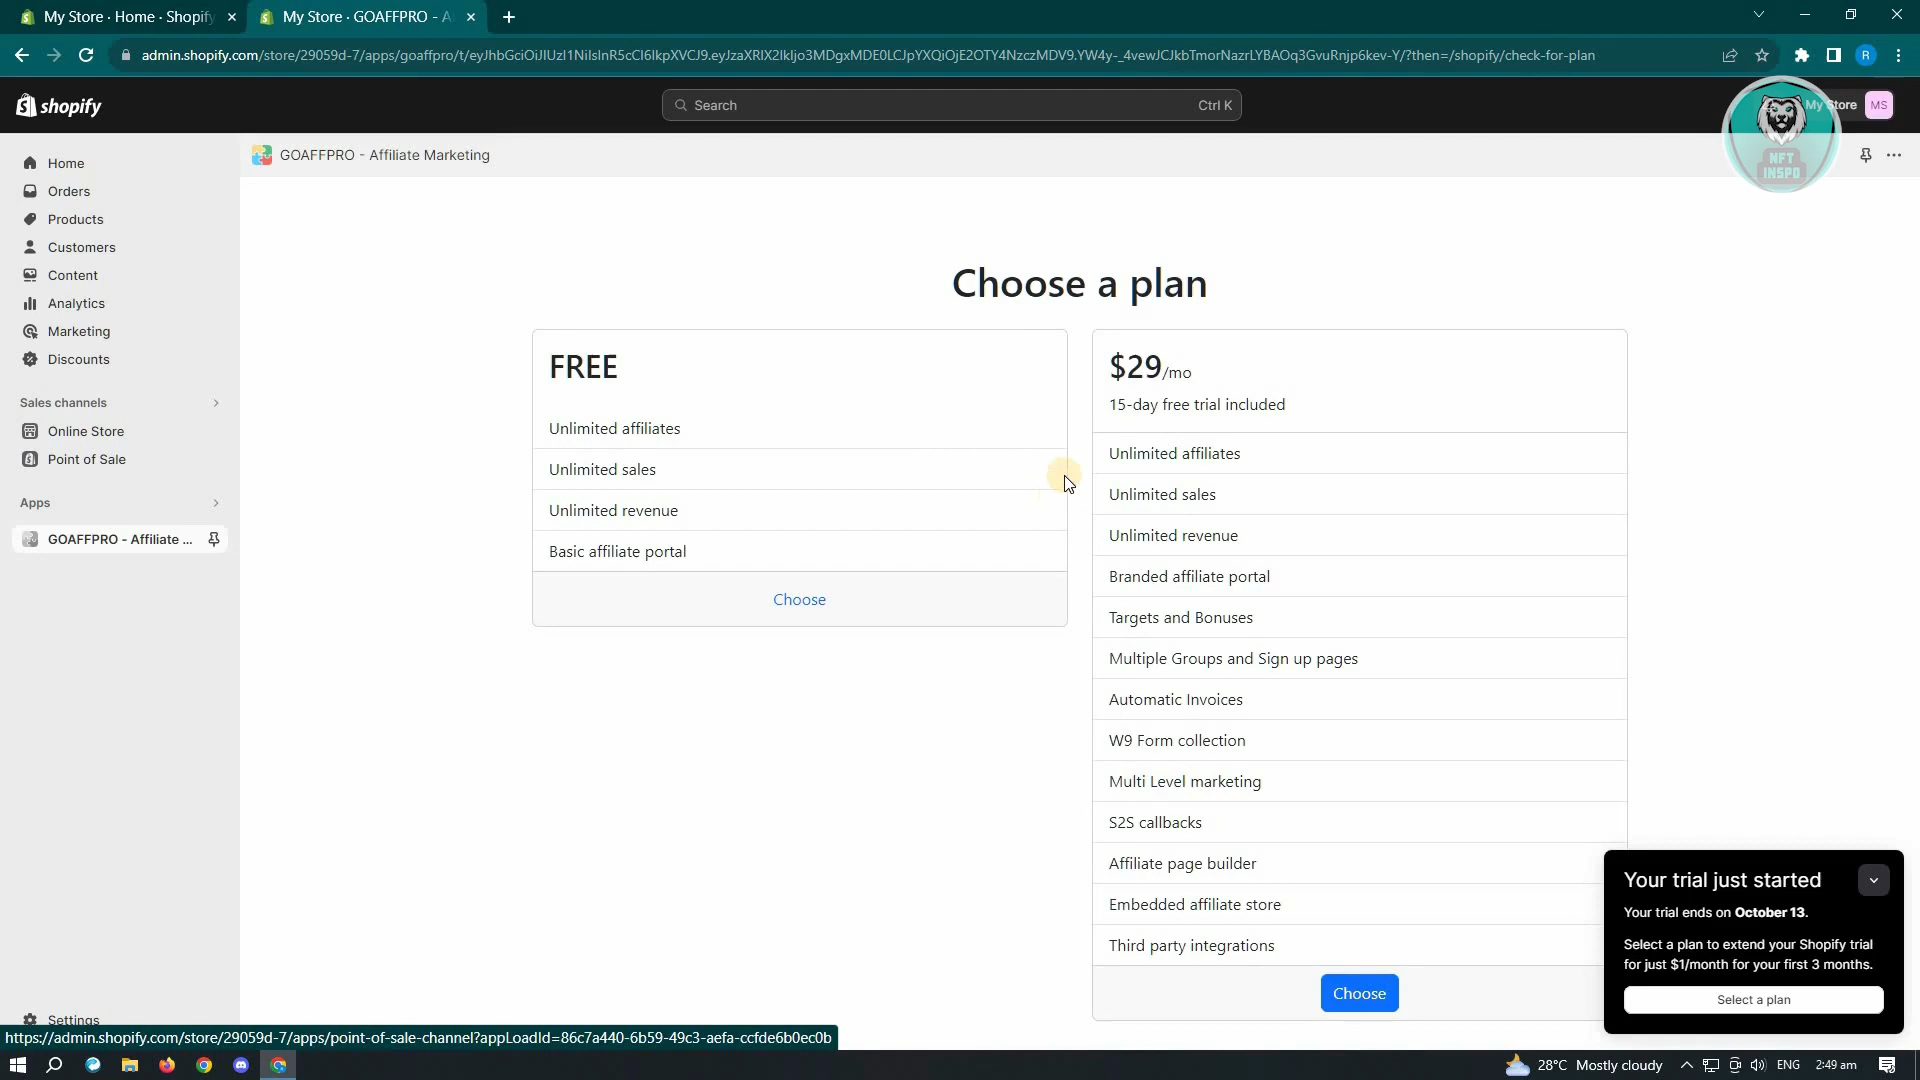 My Store · Home · Shopify
My Store · GOAFFPRO - A
admin.shopify.com/store/29059d-7/apps/goaffpro/t/eyJhbGciOiJIUzI1NiIsInR5cCI6IkpXVCJ9.eyJzaXRlX2lkIjo3MDgxMDE0LCJpYXQiOjE2OTY4NzczMDV9.YW4y-_4vewJCJkbTmorNazrLYBAOq3GvuRnjp6kev-Y/?then=/shopify/check-for-plan
R
shopify
Search
Ctrl K
My Store
MS
NFT
INSPO
GOAFFPRO - Affiliate Marketing
Home
Orders
Products
Customers
Content
Analytics
Marketing
Discounts
Sales channels
Online Store
Point of Sale
Apps
GOAFFPRO - Affiliate ...
Settings
Choose a plan
FREE
Unlimited affiliates
Unlimited sales
Unlimited revenue
Basic affiliate portal
Choose
$29/mo
15-day free trial included
Unlimited affiliates
Unlimited sales
Unlimited revenue
Branded affiliate portal
Targets and Bonuses
Multiple Groups and Sign up pages
Automatic Invoices
W9 Form collection
Multi Level marketing
S2S callbacks
Affiliate page builder
Embedded affiliate store
Third party integrations
Choose
Your trial just started
Your trial ends on October 13.
Select a plan to extend your Shopify trial
for just $1/month for your first 3 months.
Select a plan
https://admin.shopify.com/store/29059d-7/apps/point-of-sale-channel?appLoadId=86c7a440-6b59-49c3-aefa-ccfde6b0ec0b
28°C Mostly cloudy
ENG
2:49 am